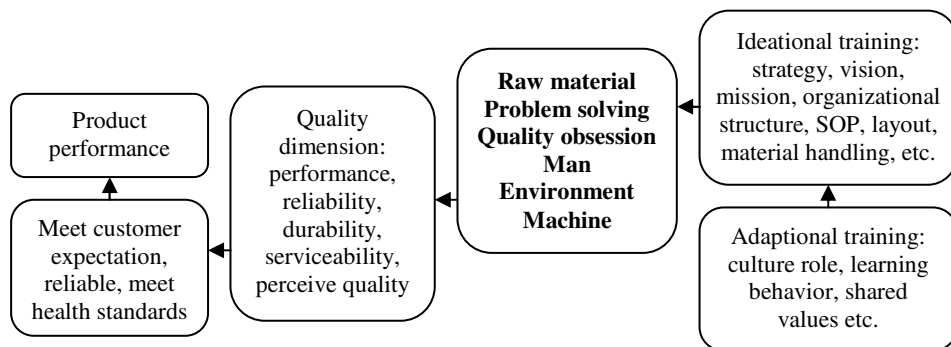 Product
performance
Meet customer
expectation,
reliable, meet
health standards
Quality
dimension:
performance,
reliability,
durability,
serviceability,
perceive quality
Raw material
Problem solving
Quality obsession
Man
Environment
Machine
Ideational training:
strategy, vision,
mission, organizational
structure, SOP, layout,
material handling, etc.
Adaptional training:
culture role, learning
behavior, shared
values etc.